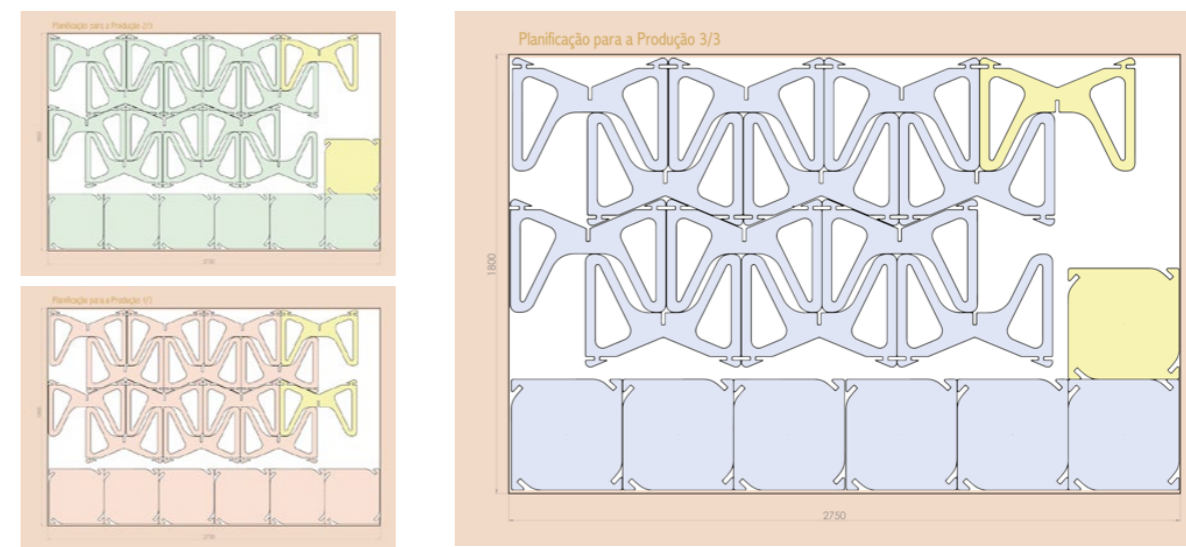 Planificação para a Produção 2/3
2750
Planificação para a Produção 1/3
2750
Planificação para a Produção 3/3
1800
2750